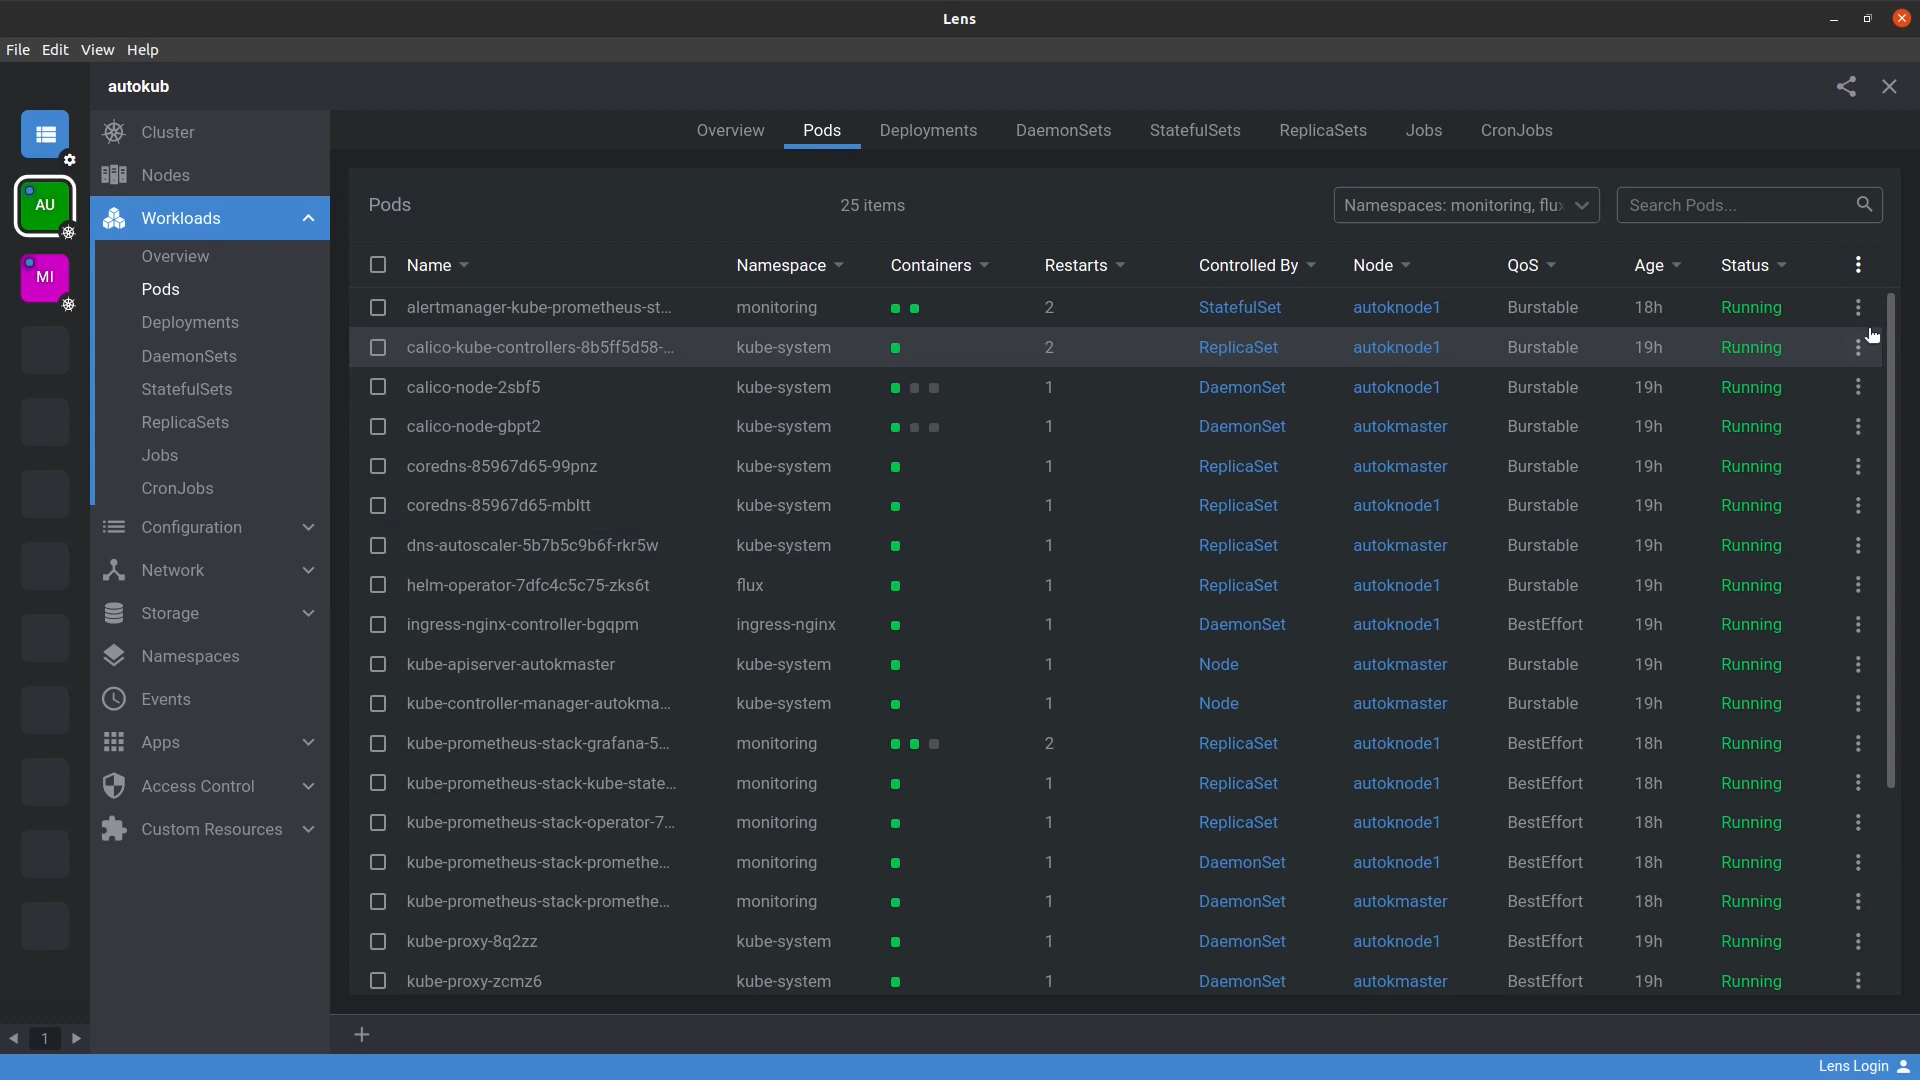 Lens
File Edit View Help
autokub
AU
MI
1
Cluster
Nodes
Workloads
Overview
Pods
Deployments
DaemonSets
StatefulSets
ReplicaSets
Jobs
CronJobs
Configuration
Network
Storage
Namespaces
Events
Apps
Access Control
Custom Resources
Overview Pods Deployments DaemonSets StatefulSets ReplicaSets Jobs CronJobs
Pods 25 items Namespaces: monitoring, flux Search Pods...
Name Namespace Containers Restarts Controlled By Node QoS Age Status
alertmanager-kube-prometheus-st... monitoring 2 StatefulSet autoknode1 Burstable 18h Running
calico-kube-controllers-8b5ff5d58-... kube-system 2 ReplicaSet autoknode1 Burstable 19h Running
calico-node-2sbf5 kube-system 1 DaemonSet autoknode1 Burstable 19h Running
calico-node-gbpt2 kube-system 1 DaemonSet autokmaster Burstable 19h Running
coredns-85967d65-99pnz kube-system 1 ReplicaSet autokmaster Burstable 19h Running
coredns-85967d65-mbltt kube-system 1 ReplicaSet autoknode1 Burstable 19h Running
dns-autoscaler-5b7b5c9b6f-rkr5w kube-system 1 ReplicaSet autokmaster Burstable 19h Running
helm-operator-7dfc4c5c75-zks6t flux 1 ReplicaSet autoknode1 Burstable 19h Running
ingress-nginx-controller-bgqpm ingress-nginx 1 DaemonSet autoknode1 BestEffort 19h Running
kube-apiserver-autokmaster kube-system 1 Node autokmaster Burstable 19h Running
kube-controller-manager-autokma... kube-system 1 Node autokmaster Burstable 19h Running
kube-prometheus-stack-grafana-5... monitoring 2 ReplicaSet autoknode1 BestEffort 18h Running
kube-prometheus-stack-kube-state... monitoring 1 ReplicaSet autoknode1 BestEffort 18h Running
kube-prometheus-stack-operator-7... monitoring 1 ReplicaSet autoknode1 BestEffort 18h Running
kube-prometheus-stack-promethe... monitoring 1 DaemonSet autoknode1 BestEffort 18h Running
kube-prometheus-stack-promethe... monitoring 1 DaemonSet autokmaster BestEffort 18h Running
kube-proxy-8q2zz kube-system 1 DaemonSet autoknode1 BestEffort 19h Running
kube-proxy-zcmz6 kube-system 1 DaemonSet autokmaster BestEffort 19h Running
Lens Login